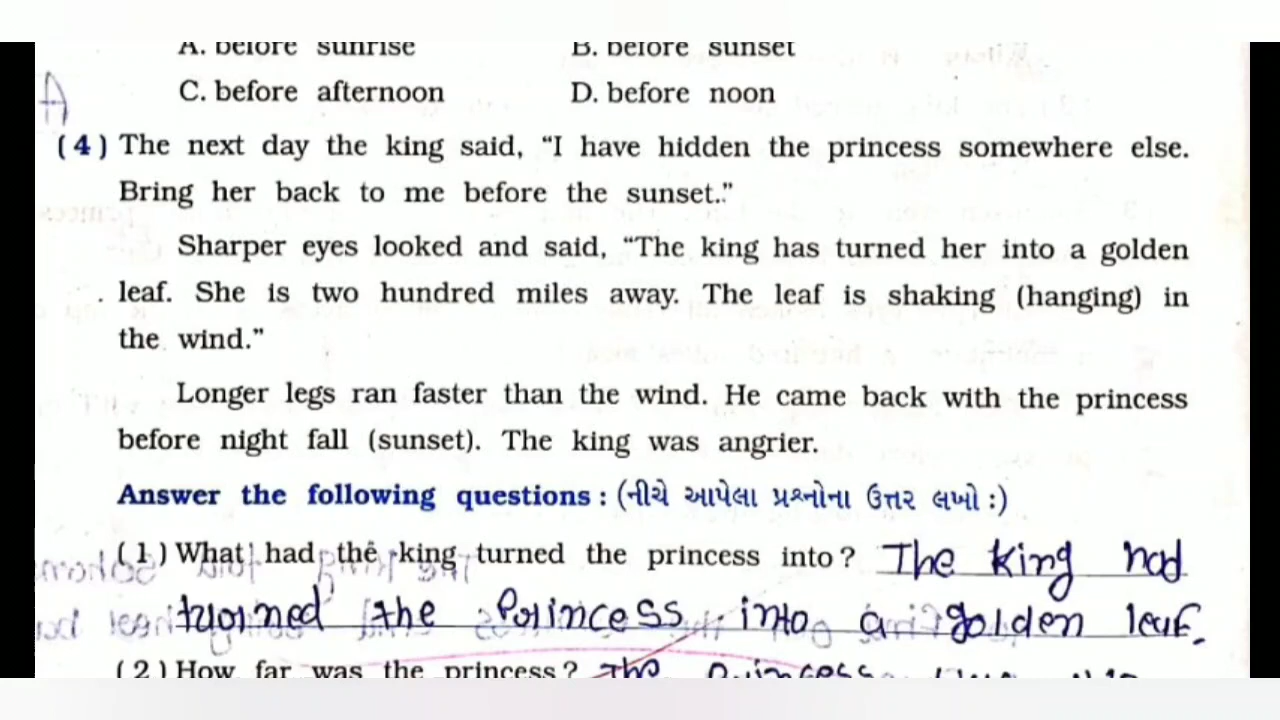 A. before sunrise B. before sunset
A
C. before afternoon D. before noon
(4) The next day the king said, “I have hidden the princess somewhere else.
Bring her back to me before the sunset..”
Sharper eyes looked and said, “The king has turned her into a golden
leaf. She is two hundred miles away. The leaf is shaking (hanging) in
the wind.”
Longer legs ran faster than the wind. He came back with the princess
before night fall (sunset). The king was angrier.
Answer the following questions : (નીચે આપેલા પ્રશ્નોના ઉત્તર લખો :)
(1) What had the king turned the princess into? The King had
turned the Princess into a golden leaf.
(2) How far was the princess? The Princess